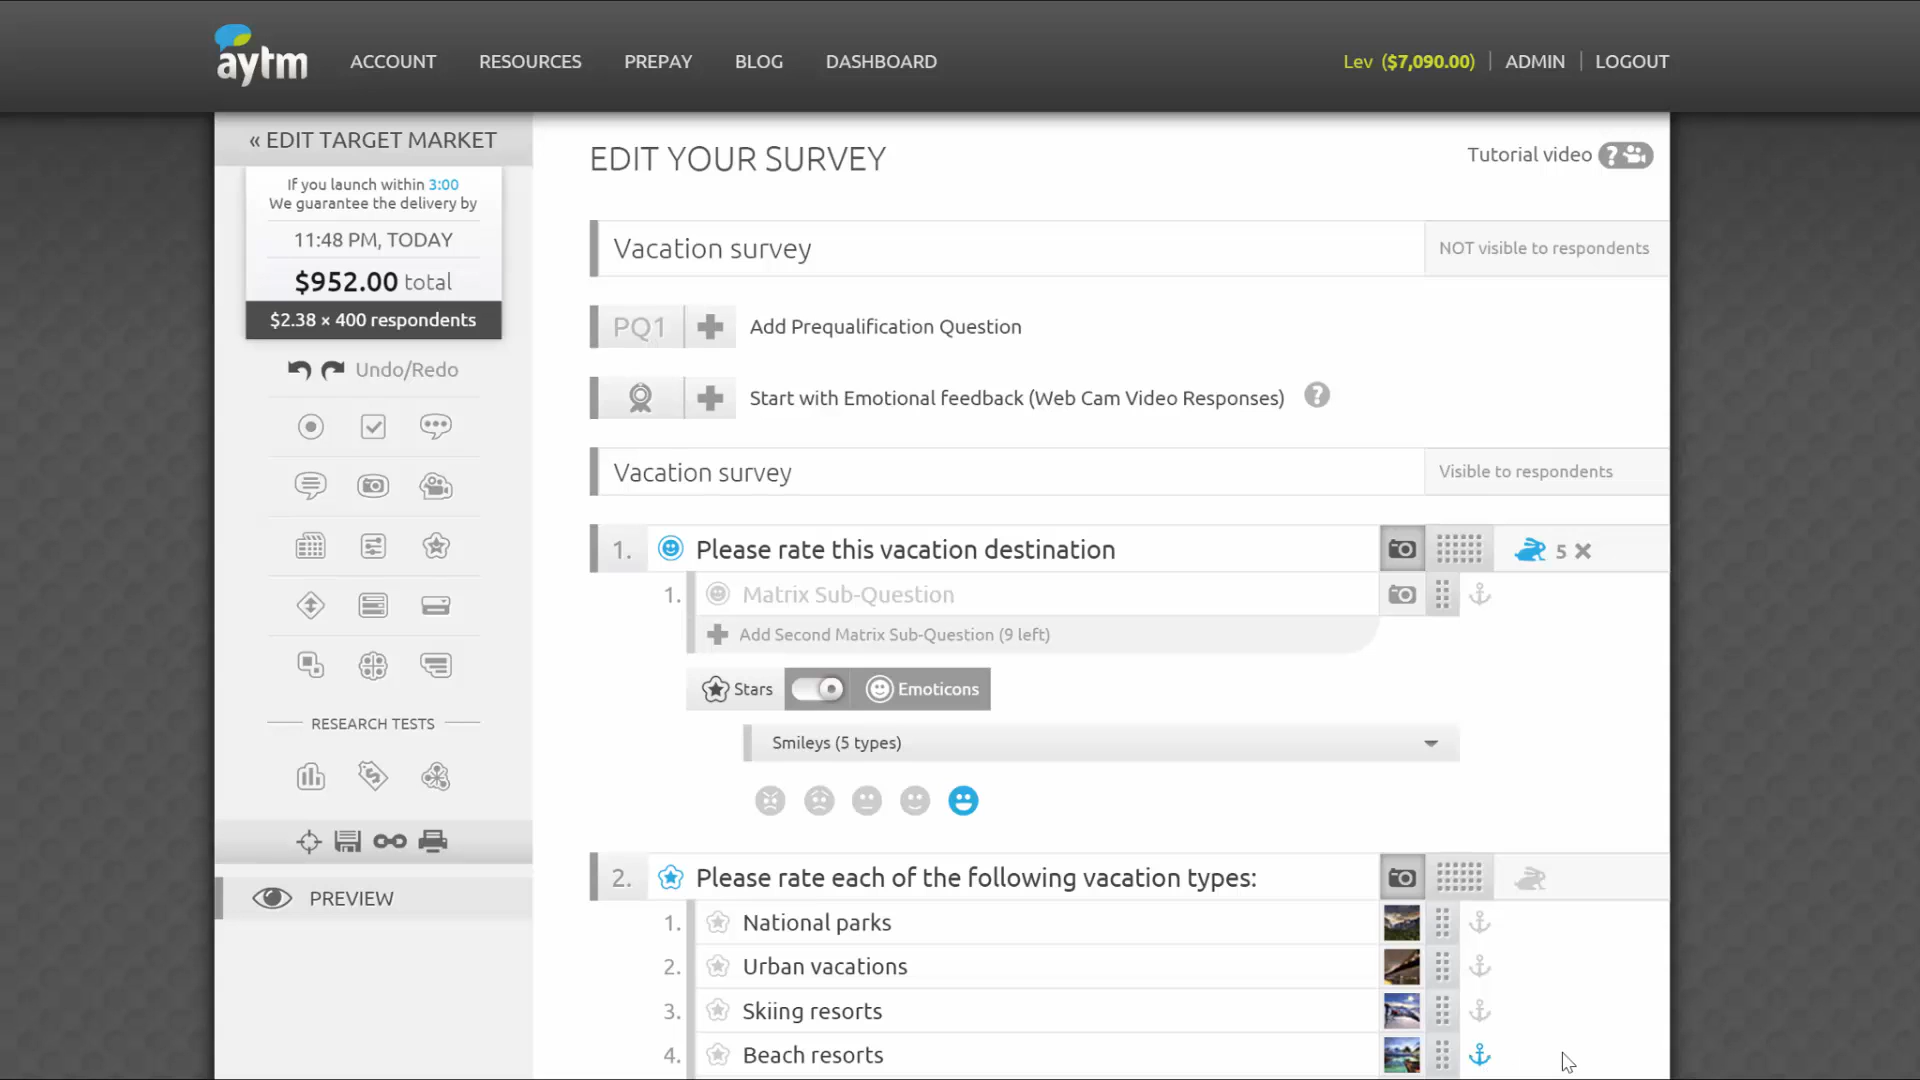 aytm
ACCOUNT
RESOURCES
PREPAY
BLOG
DASHBOARD
Lev ($7,090.00)
ADMIN
LOGOUT
« EDIT TARGET MARKET
If you launch within 3:00
We guarantee the delivery by
11:48 PM, TODAY
$952.00 total
$2.38 × 400 respondents
Undo/Redo
RESEARCH TESTS
PREVIEW
EDIT YOUR SURVEY
Tutorial video ?
Vacation survey
NOT visible to respondents
PQ1
Add Prequalification Question
Start with Emotional feedback (Web Cam Video Responses) ?
Vacation survey
Visible to respondents
1. Please rate this vacation destination
5
1. Matrix Sub-Question
Add Second Matrix Sub-Question (9 left)
Stars
Emoticons
Smileys (5 types)
2. Please rate each of the following vacation types:
1. National parks
2. Urban vacations
3. Skiing resorts
4. Beach resorts